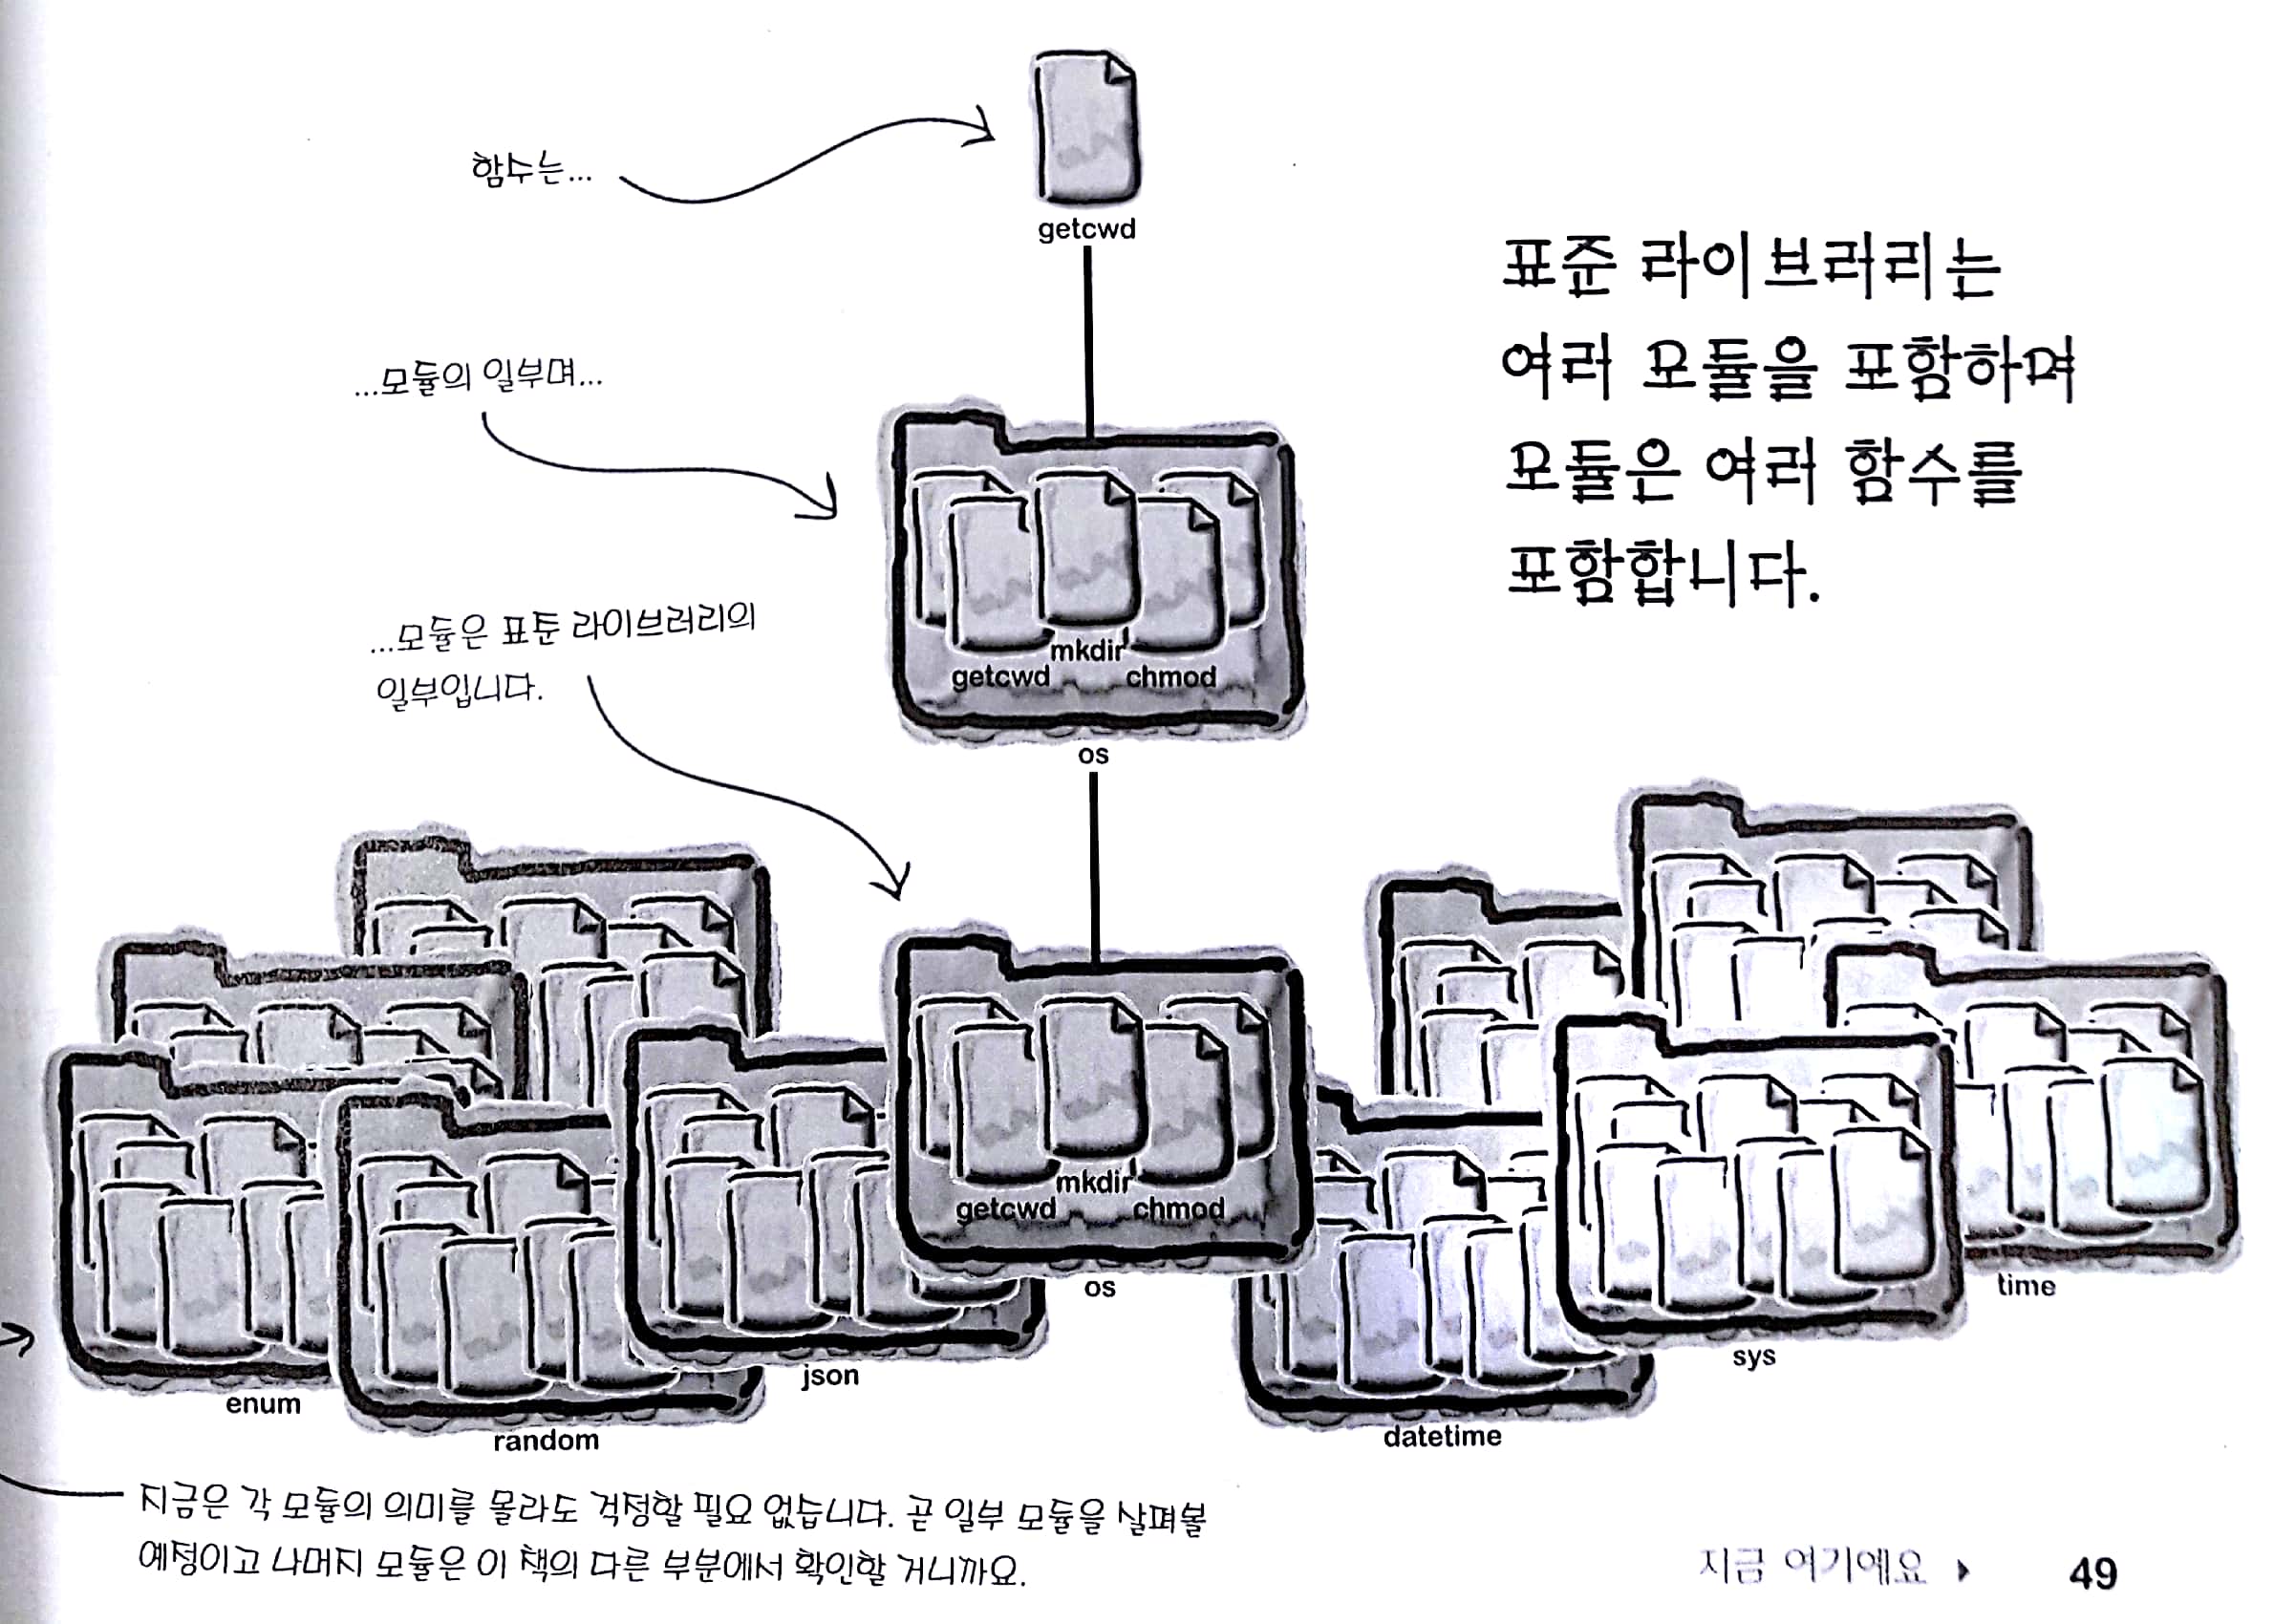 함수는...
getcwd
표준 라이브러리는
여러 모듈을 포함하며
모듈은 여러 함수를
포함합니다.
...모듈의 일부며...
mkdir
getcwd chmod
os
...모듈은 표툰 라이브러리의
일부입니다.
mkdir
getcwd chmod
os
time
sys
json
enum
random
datetime
지금은 각 모듈의 의미를 몰라도 걱정할 필요 없습니다. 곧 일부 모듈을 살펴볼
예정이고 나머지 모듈은 이 책의 다른 부분에서 확인할 거니까요.
지금 여기에요 ▸ 49